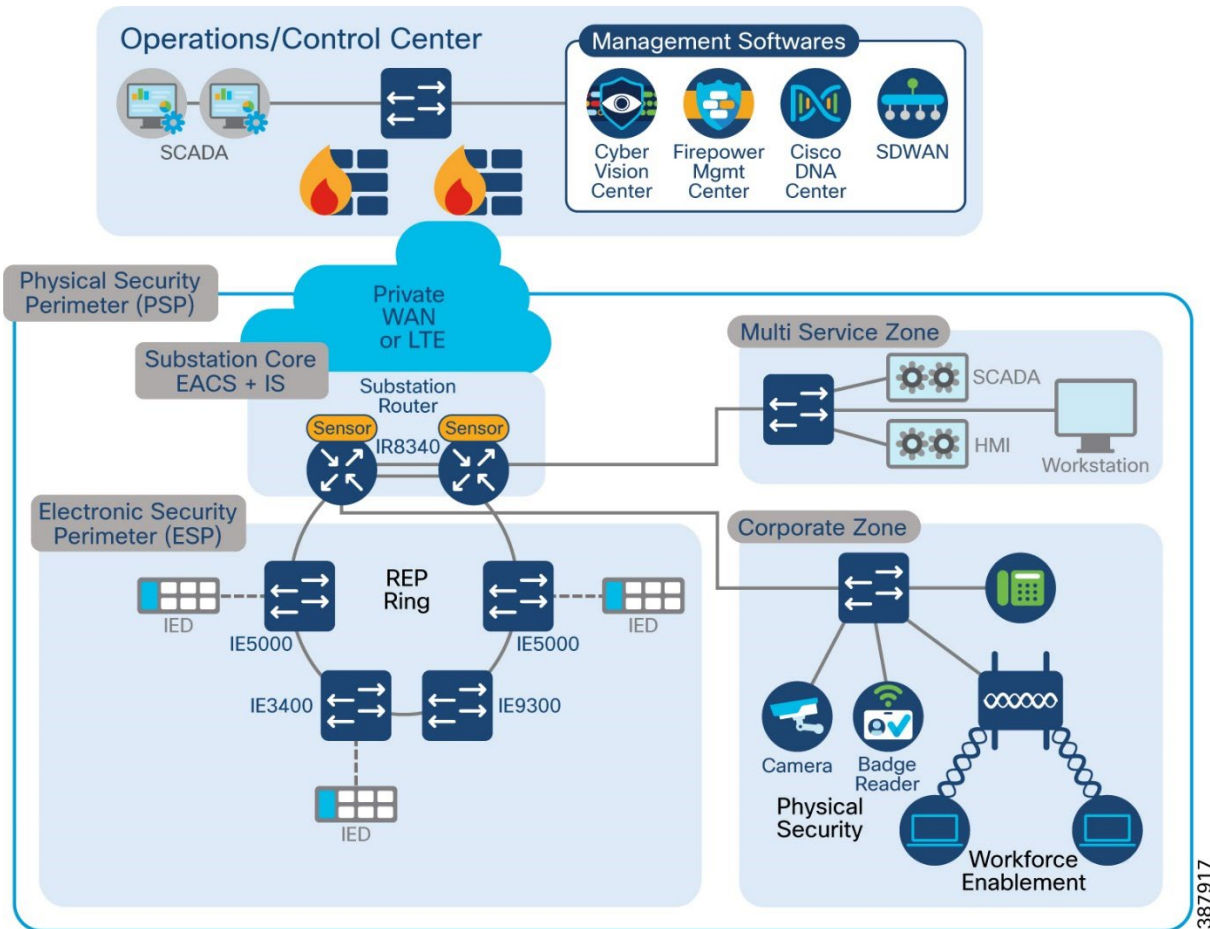 Operations/Control Center
Management Softwares
SCADA
Cyber
Vision
Center
Firepower
Mgmt
Center
Cisco
DNA
Center
SDWAN
Physical Security
Perimeter (PSP)
Private
WAN
or LTE
Substation Core
EACS + IS
Substation
Router
Sensor
Sensor
IR8340
Multi Service Zone
SCADA
HMI
Workstation
Electronic Security
Perimeter (ESP)
REP
Ring
IED
IE5000
IE5000
IED
IE3400
IE9300
IED
Corporate Zone
Camera
Badge
Reader
Physical
Security
Workforce
Enablement
387917